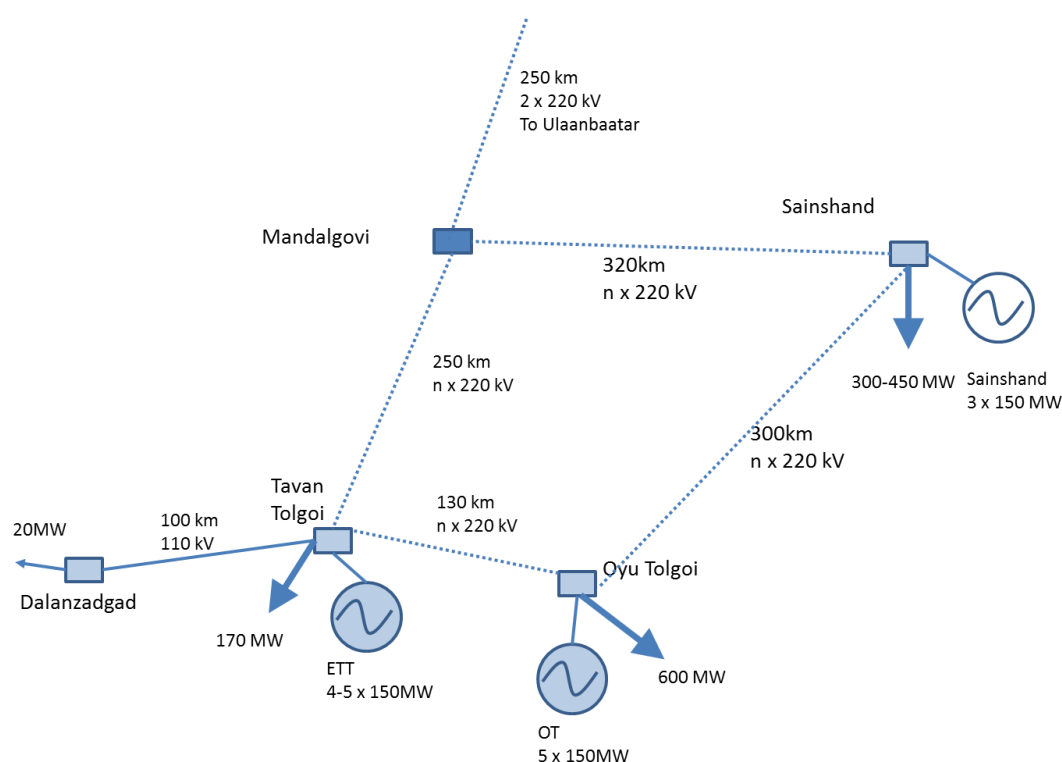 250 km
2 x 220 kV
To Ulaanbaatar
Sainshand
Mandalgovi
320km
n x 220 kV
250 km
n x 220 kV
300-450 MW
Sainshand
3 x 150 MW
300km
n x 220 kV
Tavan
Tolgoi
130 km
n x 220 kV
20MW
100 km
110 kV
Oyu Tolgoi
Dalanzadgad
170 MW
ETT
4-5 x 150MW
600 MW
OT
5 x 150MW